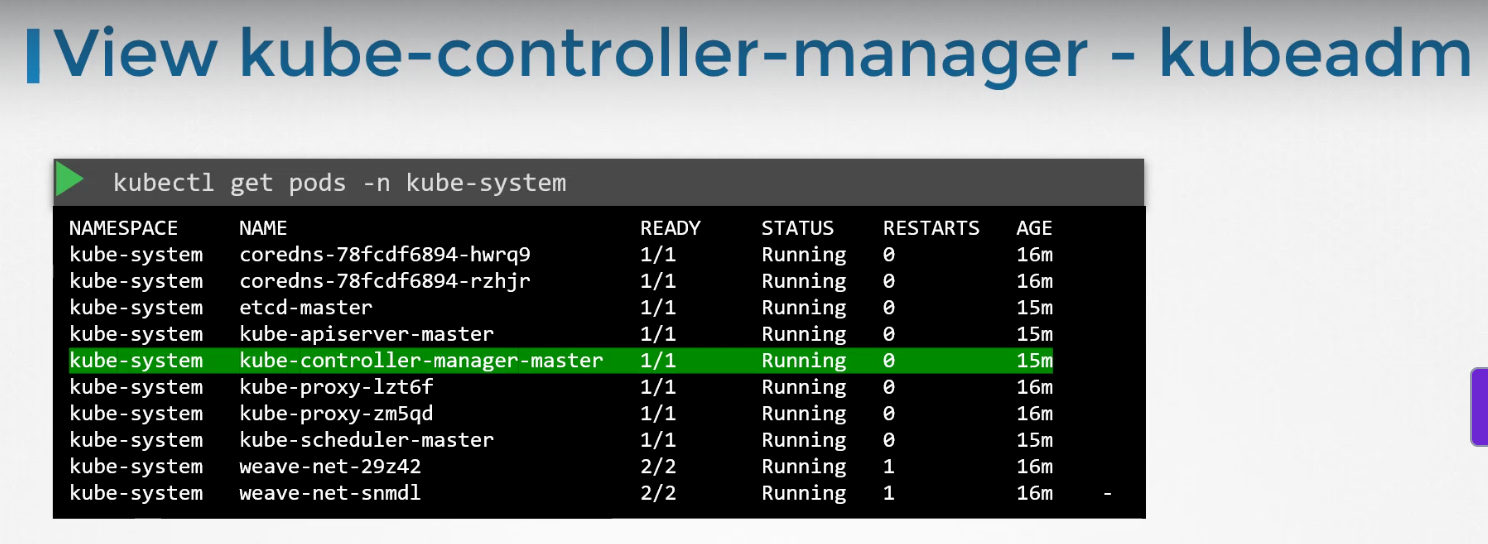 View kube-controller-manager - kubeadm
kubectl get pods -n kube-system
NAMESPACE NAME READY STATUS RESTARTS AGE
kube-system coredns-78fcdf6894-hwrq9 1/1 Running 0 16m
kube-system coredns-78fcdf6894-rzhjr 1/1 Running 0 16m
kube-system etcd-master 1/1 Running 0 15m
kube-system kube-apiserver-master 1/1 Running 0 15m
kube-system kube-controller-manager-master 1/1 Running 0 15m
kube-system kube-proxy-lzt6f 1/1 Running 0 16m
kube-system kube-proxy-zm5qd 1/1 Running 0 16m
kube-system kube-scheduler-master 1/1 Running 0 15m
kube-system weave-net-29z42 2/2 Running 1 16m
kube-system weave-net-snmdl 2/2 Running 1 16m -